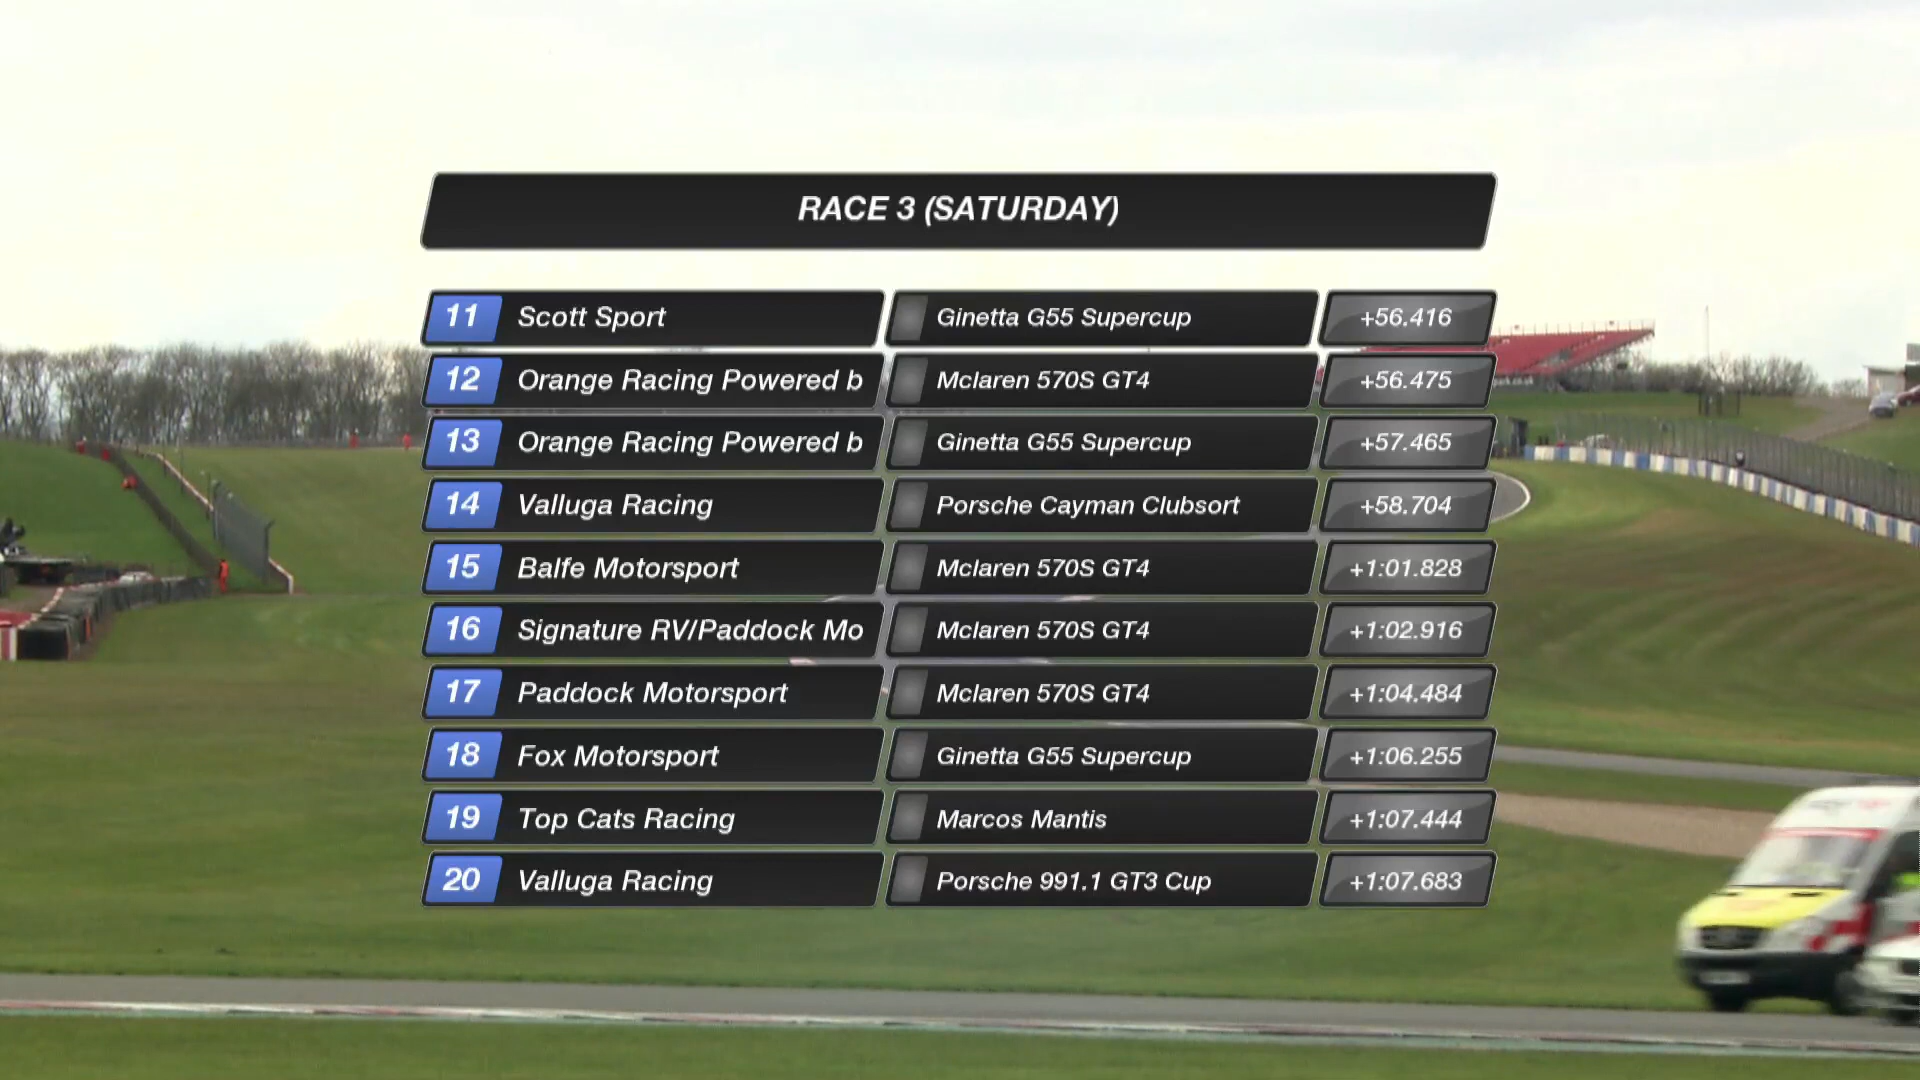 RACE 3 (SATURDAY)
11 Scott Sport Ginetta G55 Supercup +56.416
12 Orange Racing Powered b Mclaren 570S GT4 +56.475
13 Orange Racing Powered b Ginetta G55 Supercup +57.465
14 Valluga Racing Porsche Cayman Clubsort +58.704
15 Balfe Motorsport Mclaren 570S GT4 +1:01.828
16 Signature RV/Paddock Mo Mclaren 570S GT4 +1:02.916
17 Paddock Motorsport Mclaren 570S GT4 +1:04.484
18 Fox Motorsport Ginetta G55 Supercup +1:06.255
19 Top Cats Racing Marcos Mantis +1:07.444
20 Valluga Racing Porsche 991.1 GT3 Cup +1:07.683